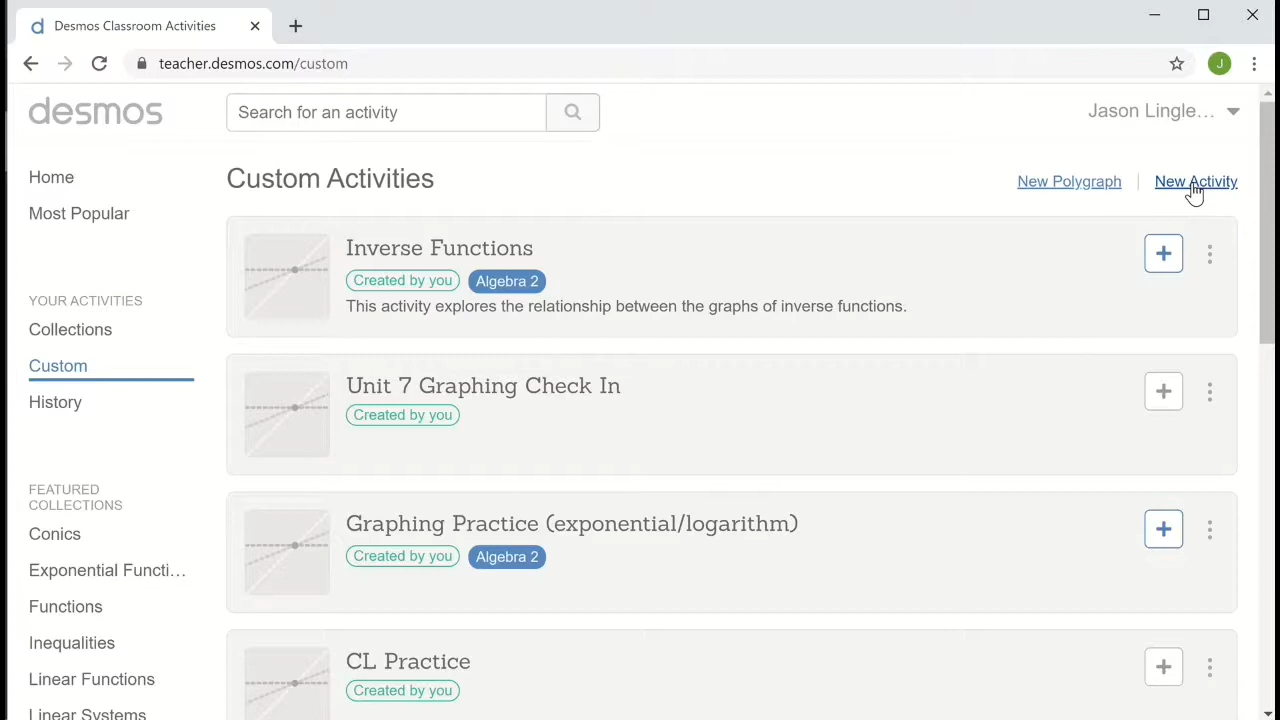 Desmos Classroom Activities
teacher.desmos.com/custom
J
desmos
Search for an activity
Jason Lingle...
Home
Most Popular
YOUR ACTIVITIES
Collections
Custom
History
FEATURED
COLLECTIONS
Conics
Exponential Functi...
Functions
Inequalities
Linear Functions
Linear Systems
Custom Activities
New Polygraph
New Activity
Inverse Functions
Created by you
Algebra 2
This activity explores the relationship between the graphs of inverse functions.
Unit 7 Graphing Check In
Created by you
Graphing Practice (exponential/logarithm)
Created by you
Algebra 2
CL Practice
Created by you